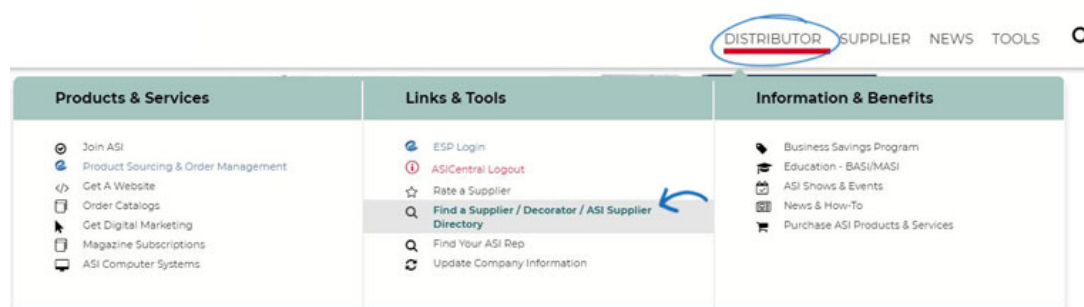 DISTRIBUTOR SUPPLIER NEWS TOOLS
Products & Services
Join ASI
Product Sourcing & Order Management
Get A Website
Order Catalogs
Get Digital Marketing
Magazine Subscriptions
ASI Computer Systems
Links & Tools
ESP Login
ASICentral Logout
Rate a Supplier
Find a Supplier / Decorator / ASI Supplier
Directory
Find Your ASI Rep
Update Company Information
Information & Benefits
Business Savings Program
Education - BASI/MASI
ASI Shows & Events
News & How-To
Purchase ASI Products & Services